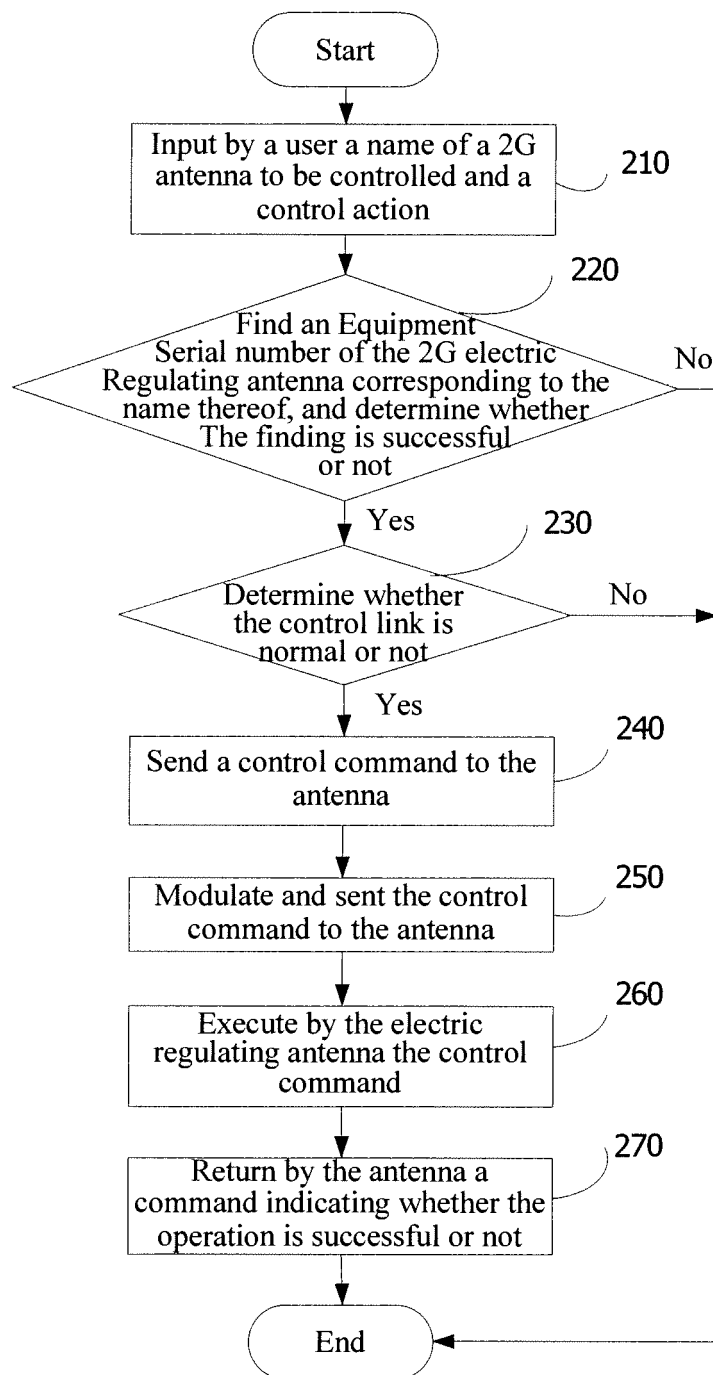 Start
Input by a user a name of a 2G
antenna to be controlled and a
control action
210
220
Find an Equipment
Serial number of the 2G electric
Regulating antenna corresponding to the
name thereof, and determine whether
The finding is successful
or not
No
Yes
230
Determine whether
the control link is
normal or not
No
Yes
240
Send a control command to the
antenna
250
Modulate and sent the control
command to the antenna
260
Execute by the electric
regulating antenna the control
command
270
Return by the antenna a
command indicating whether the
operation is successful or not
End